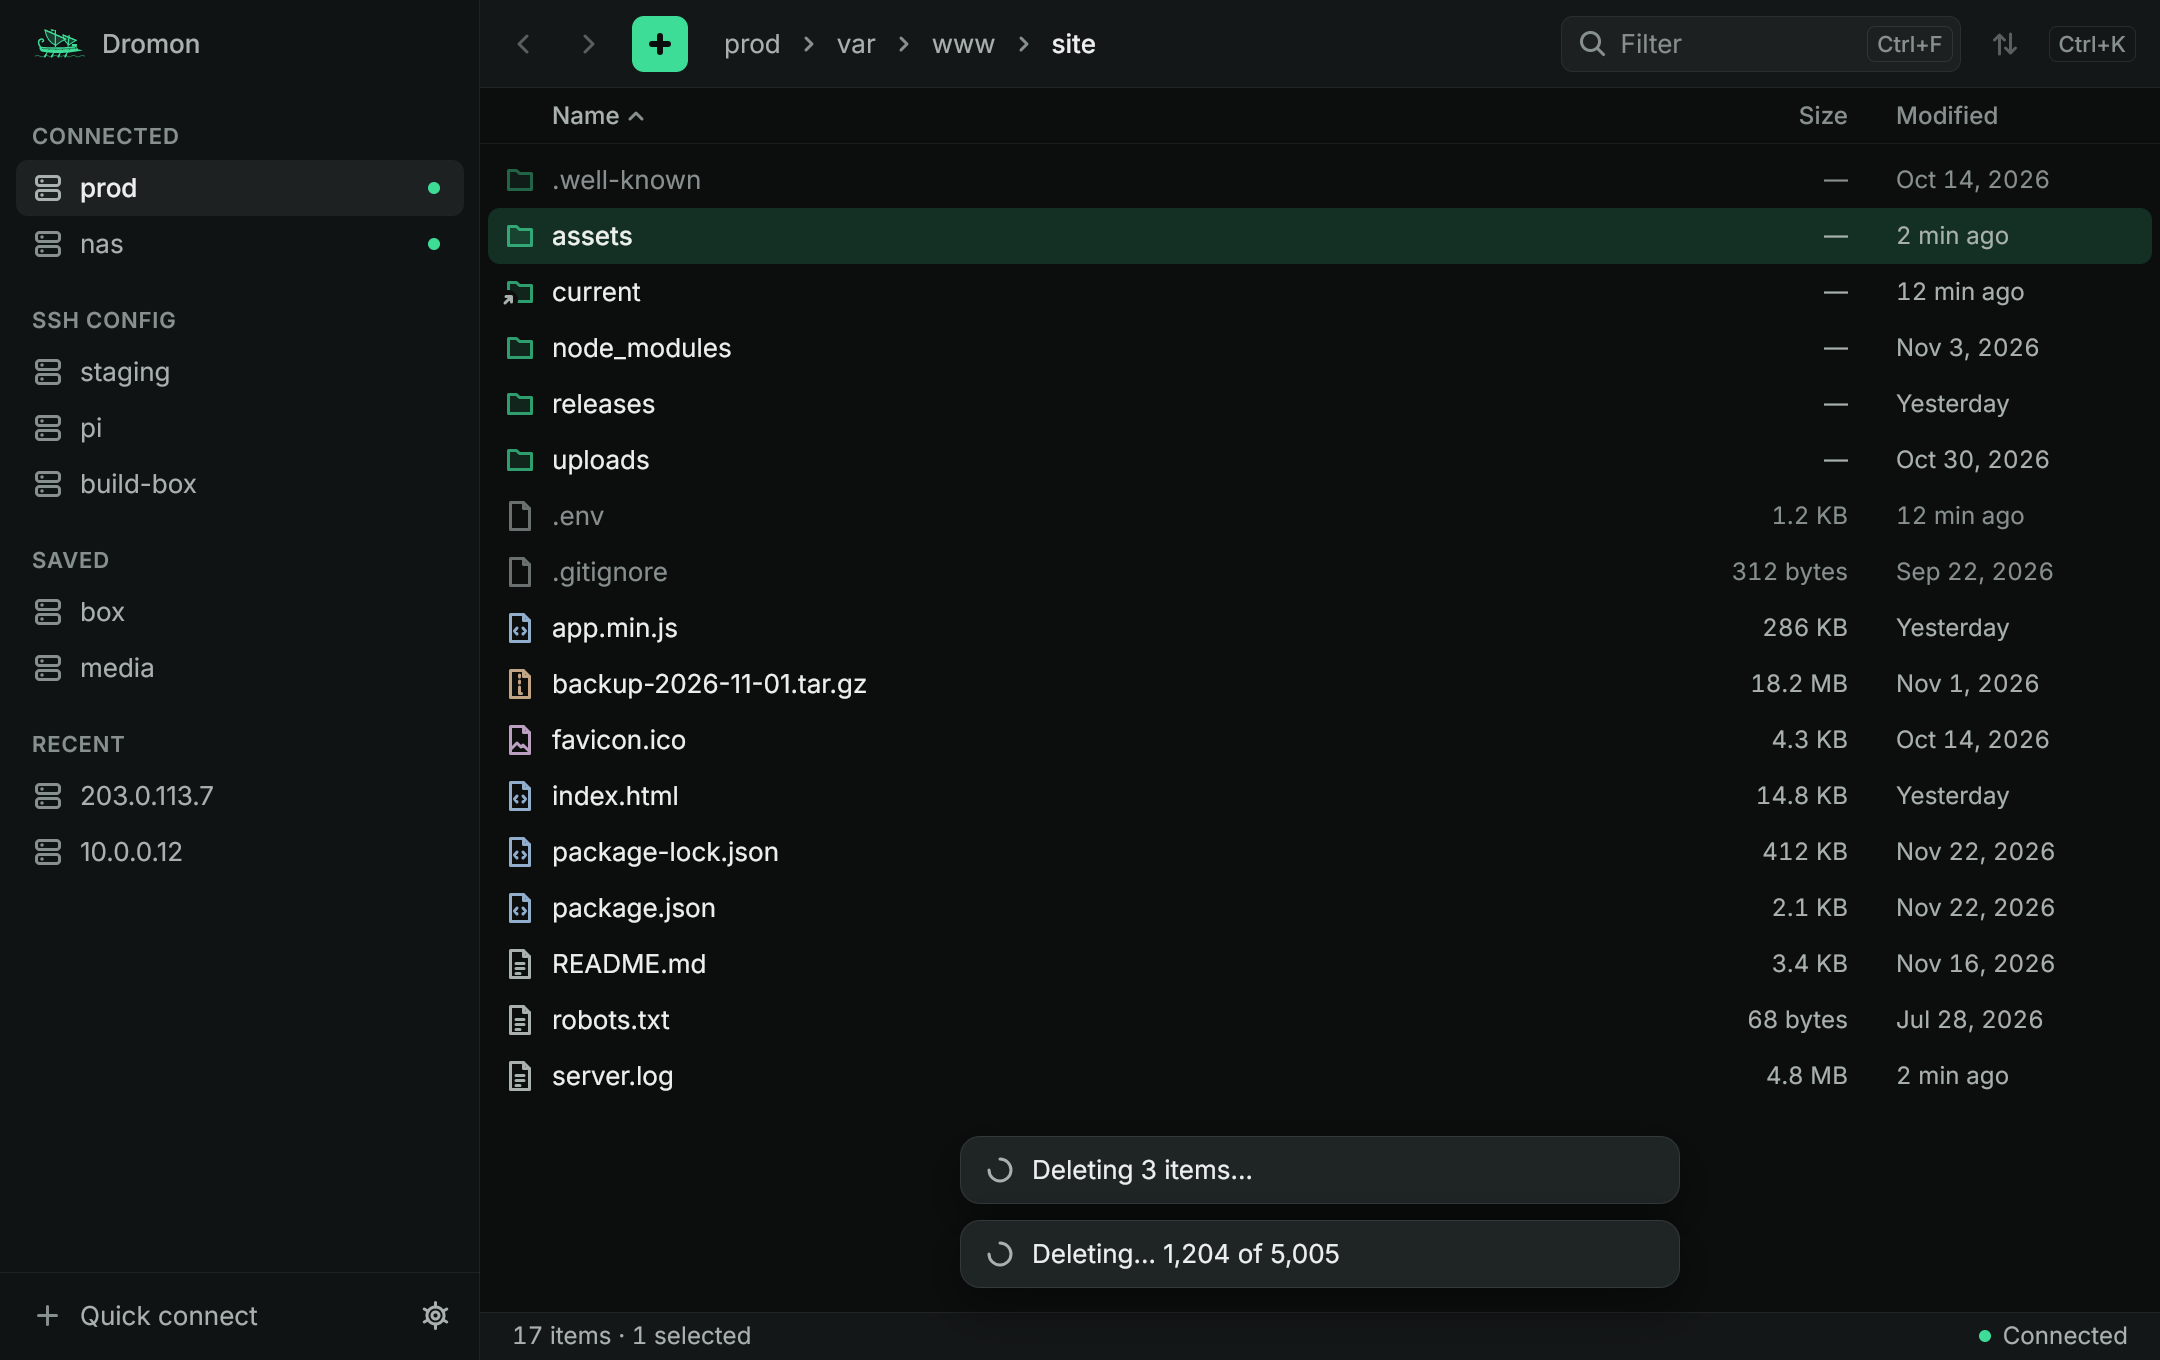 Dromon
CONNECTED
prod
nas
SSH CONFIG
staging
pi
build-box
SAVED
box
media
RECENT
203.0.113.7
10.0.0.12
Quick connect
prod > var > www > site
Filter Ctrl+F
Ctrl+K
Name Size Modified
.well-known — Oct 14, 2026
assets — 2 min ago
current — 12 min ago
node_modules — Nov 3, 2026
releases — Yesterday
uploads — Oct 30, 2026
.env 1.2 KB 12 min ago
.gitignore 312 bytes Sep 22, 2026
app.min.js 286 KB Yesterday
backup-2026-11-01.tar.gz 18.2 MB Nov 1, 2026
favicon.ico 4.3 KB Oct 14, 2026
index.html 14.8 KB Yesterday
package-lock.json 412 KB Nov 22, 2026
package.json 2.1 KB Nov 22, 2026
README.md 3.4 KB Nov 16, 2026
robots.txt 68 bytes Jul 28, 2026
server.log 4.8 MB 2 min ago
Deleting 3 items...
Deleting... 1,204 of 5,005
17 items · 1 selected
Connected